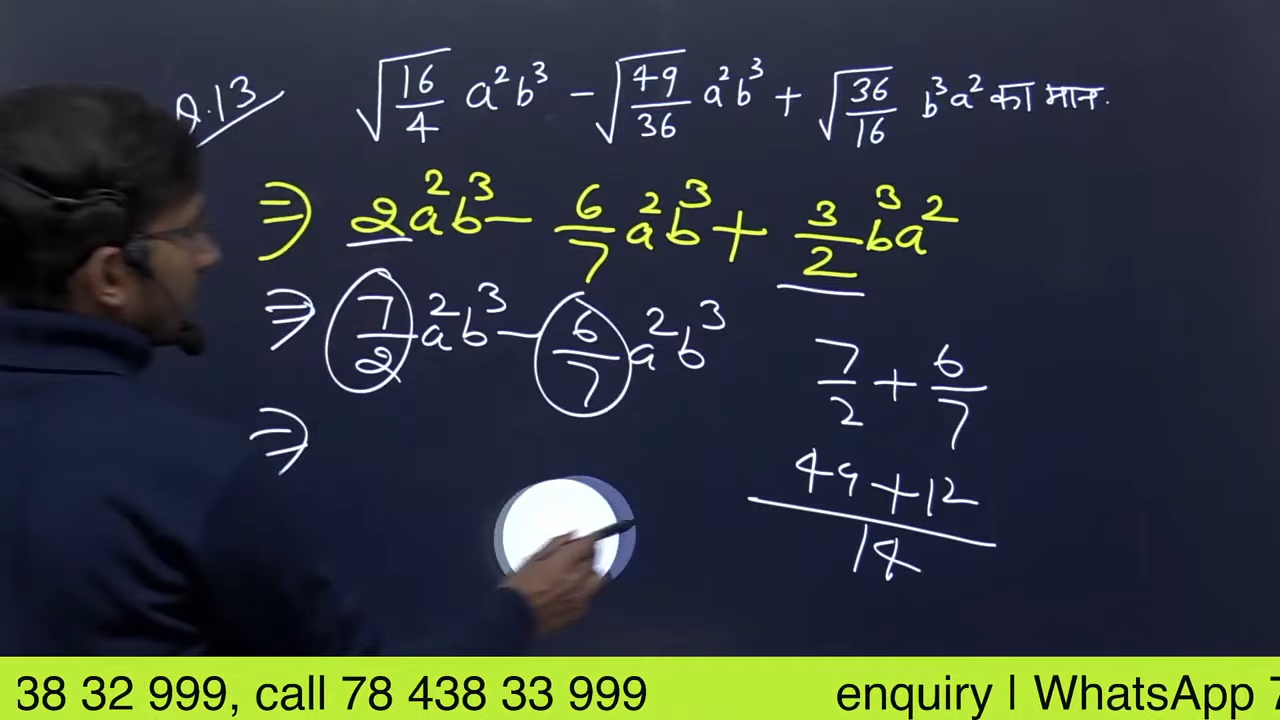 Q.13 √(16/4) a²b³ - √(49/36) a²b³ + √(36/16) b³a² का मान.
⇒ 2a²b³ - 6/7 a²b³ + 3/2 b³a²
⇒ 7/2 a²b³ - 6/7 a²b³
7/2 + 6/7
⇒
49+12
14
38 32 999, call 78 438 33 999 enquiry | WhatsApp 7